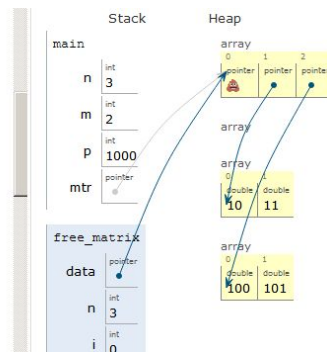 Stack Heap
main
array
0 1 2
pointer pointer pointer
n int 3
m int 2
p int 1000
mtr pointer
array
array
0 1
double double
10 11
array
0 1
double double
100 101
free_matrix
data pointer
n int 3
i int 0